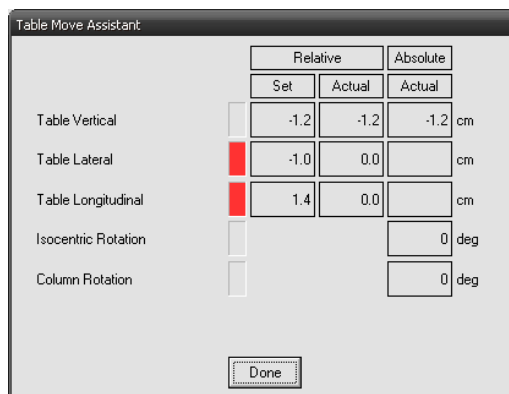 Table Move Assistant
Relative Absolute
Set Actual Actual
Table Vertical -1.2 -1.2 -1.2 cm
Table Lateral -1.0 0.0 cm
Table Longitudinal 1.4 0.0 cm
Isocentric Rotation 0 deg
Column Rotation 0 deg
Done